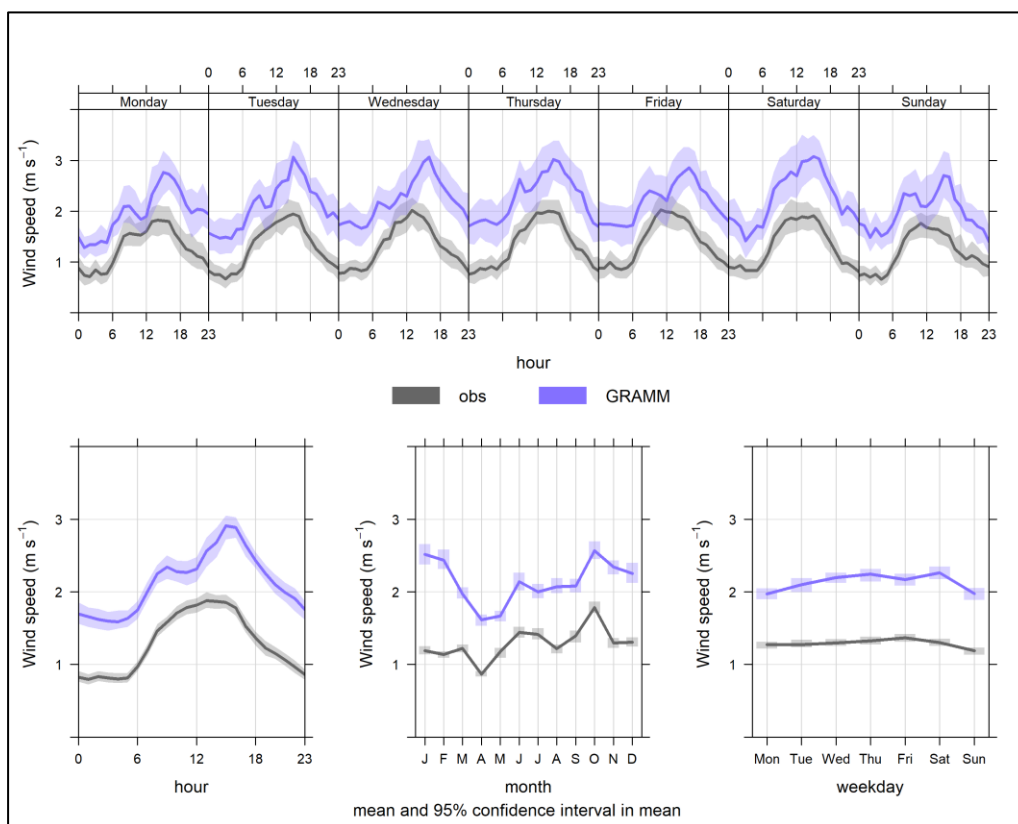 0 6 12 18 23 0 6 12 18 23 0 6 12 18 23
Monday Tuesday Wednesday Thursday Friday Saturday Sunday
Wind speed (m s⁻¹)
3
2
1
0 6 12 18 23 0 6 12 18 23 0 6 12 18 23 0 6 12 18 23
hour
obs GRAMM
Wind speed (m s⁻¹)
3
2
1
0 6 12 18 23
hour
Wind speed (m s⁻¹)
3
2
1
J F M A M J J A S O N D
month
Wind speed (m s⁻¹)
3
2
1
Mon Tue Wed Thu Fri Sat Sun
weekday
mean and 95% confidence interval in mean